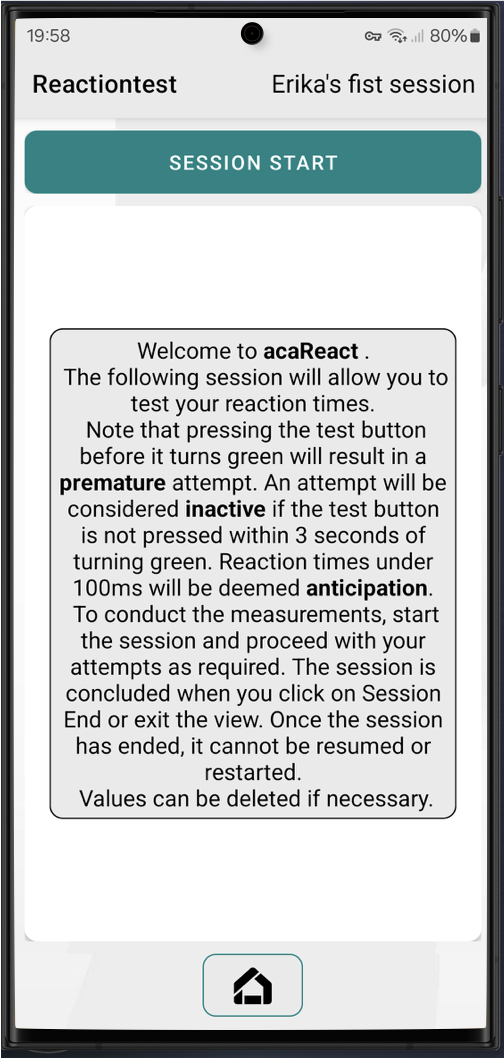 19:58
80%
Reactiontest
Erika's fist session
SESSION START
Welcome to acaReact .
The following session will allow you to
test your reaction times.
Note that pressing the test button
before it turns green will result in a
premature attempt. An attempt will be
considered inactive if the test button
is not pressed within 3 seconds of
turning green. Reaction times under
100ms will be deemed anticipation.
To conduct the measurements, start
the session and proceed with your
attempts as required. The session is
concluded when you click on Session
End or exit the view. Once the session
has ended, it cannot be resumed or
restarted.
Values can be deleted if necessary.